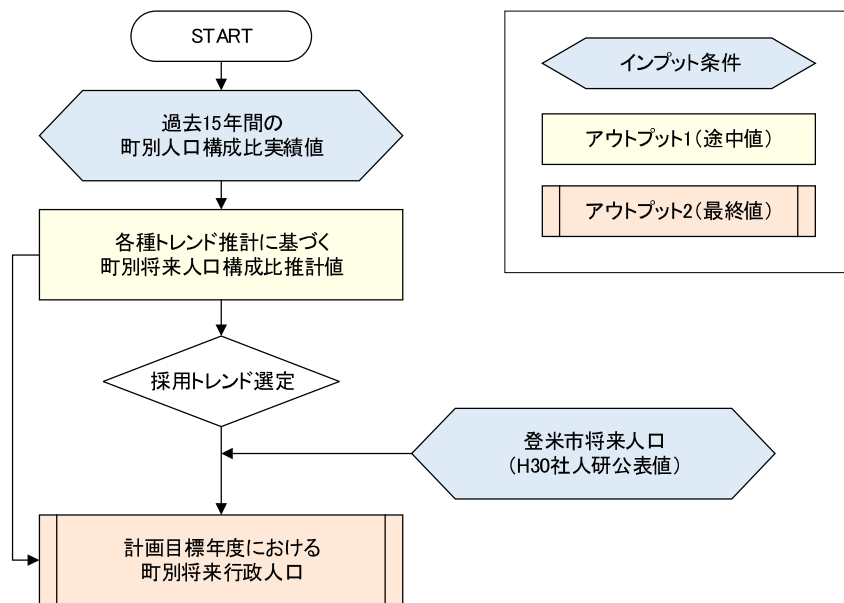 START
過去15年間の
町別人口構成比実績値
各種トレンド推計に基づく
町別将来人口構成比推計値
採用トレンド選定
登米市将来人口
（H30社人研公表値）
計画目標年度における
町別将来行政人口
インプット条件
アウトプット1（途中値）
アウトプット2（最終値）